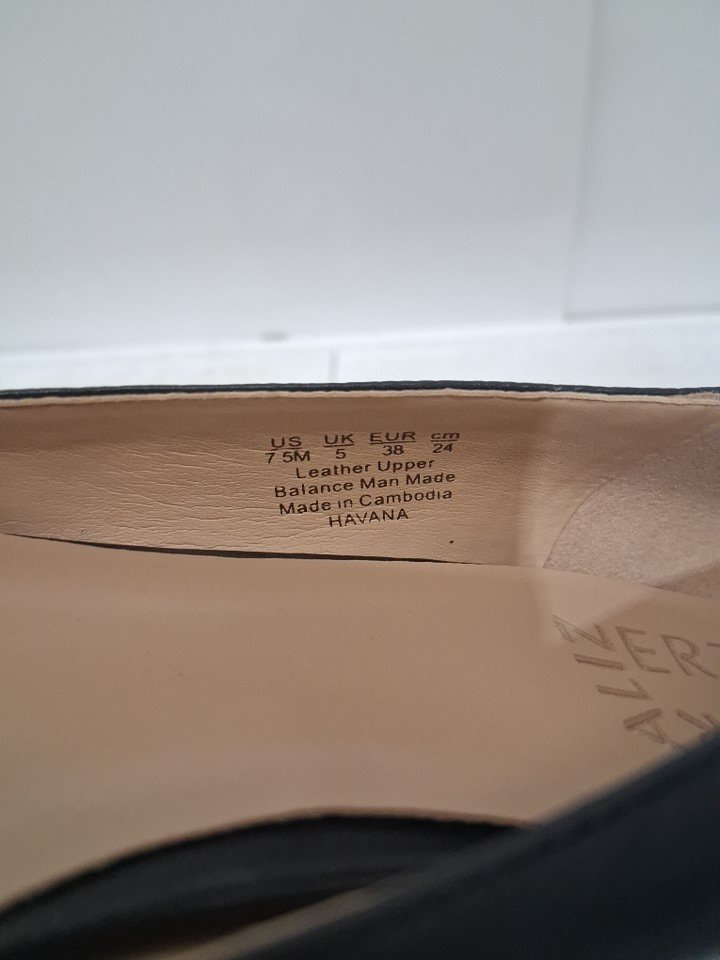 US UK EUR cm
7 5M 5 38 24
Leather Upper
Balance Man Made
Made in Cambodia
HAVANA